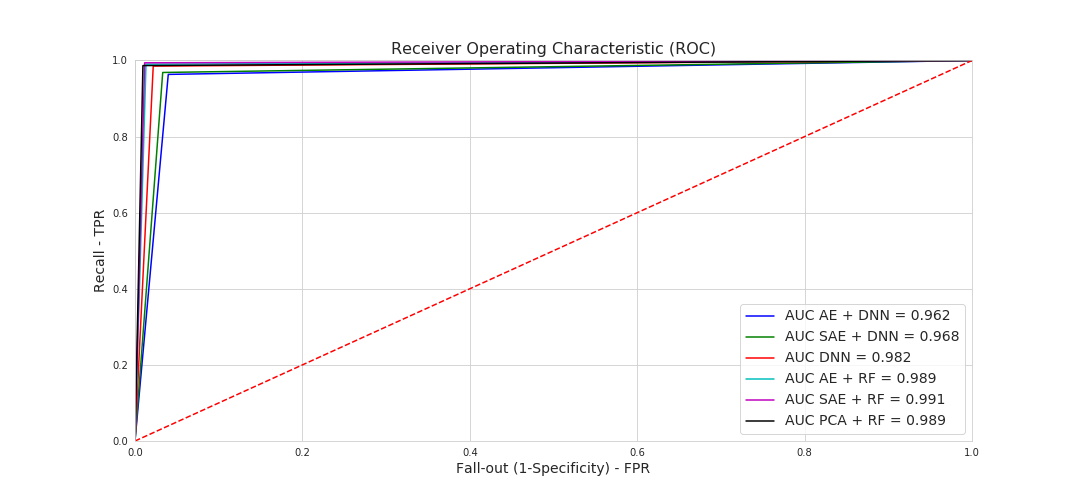 Receiver Operating Characteristic (ROC)
1.0
0.8
0.6
0.4
0.2
0.0
Recall - TPR
AUC AE + DNN = 0.962
AUC SAE + DNN = 0.968
AUC DNN = 0.982
AUC AE + RF = 0.989
AUC SAE + RF = 0.991
AUC PCA + RF = 0.989
0.0 0.2 0.4 0.6 0.8 1.0
Fall-out (1-Specificity) - FPR